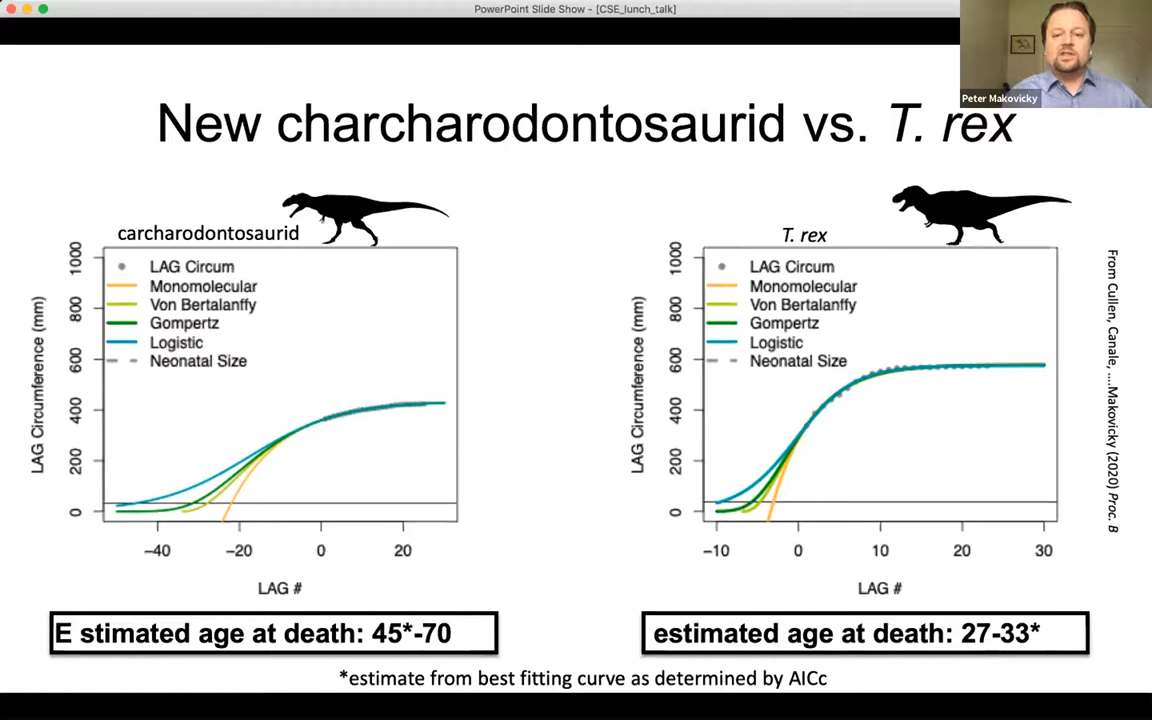 PowerPoint Slide Show - [CSE_lunch_talk]
Peter Makovicky
New charcharodontosaurid vs. T. rex
carcharodontosaurid
1000
800
600
400
200
0
LAG Circumference (mm)
LAG Circum
Monomolecular
Von Bertalanffy
Gompertz
Logistic
Neonatal Size
−40 −20 0 20
LAG #
E stimated age at death: 45*-70
T. rex
1000
800
600
400
200
0
LAG Circumference (mm)
LAG Circum
Monomolecular
Von Bertalanffy
Gompertz
Logistic
Neonatal Size
−10 0 10 20 30
LAG #
estimated age at death: 27-33*
From Cullen, Canale, ....Makovicky (2020) Proc. B
*estimate from best fitting curve as determined by AICc